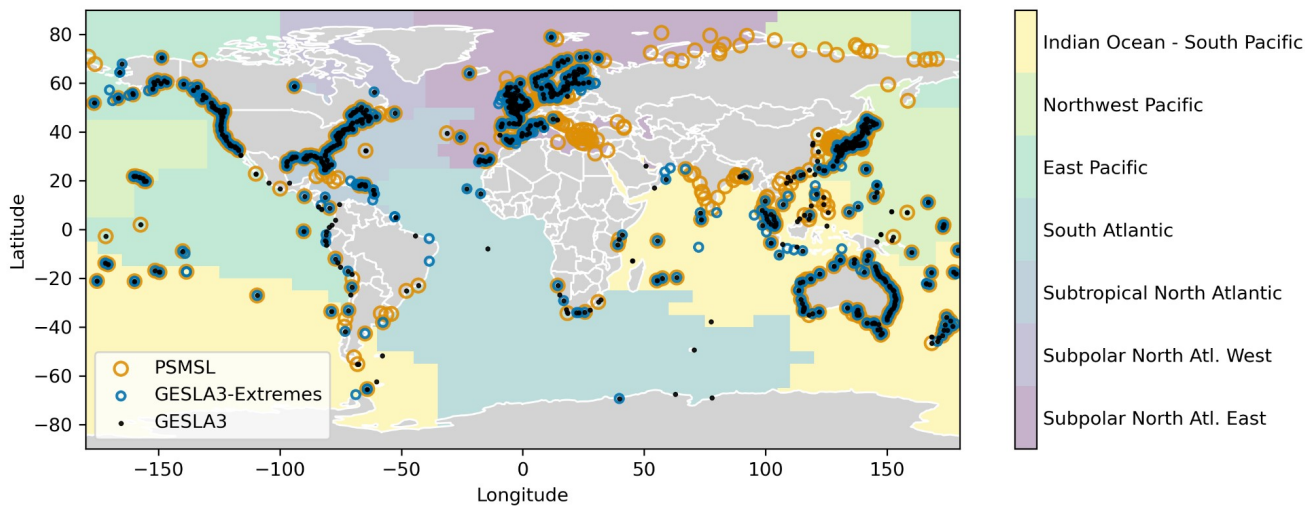 80
60
40
20
0
−20
−40
−60
−80
Latitude
PSMSL
GESLA3-Extremes
GESLA3
−150
−100
−50
0
50
100
150
Longitude
Indian Ocean - South Pacific
Northwest Pacific
East Pacific
South Atlantic
Subtropical North Atlantic
Subpolar North Atl. West
Subpolar North Atl. East